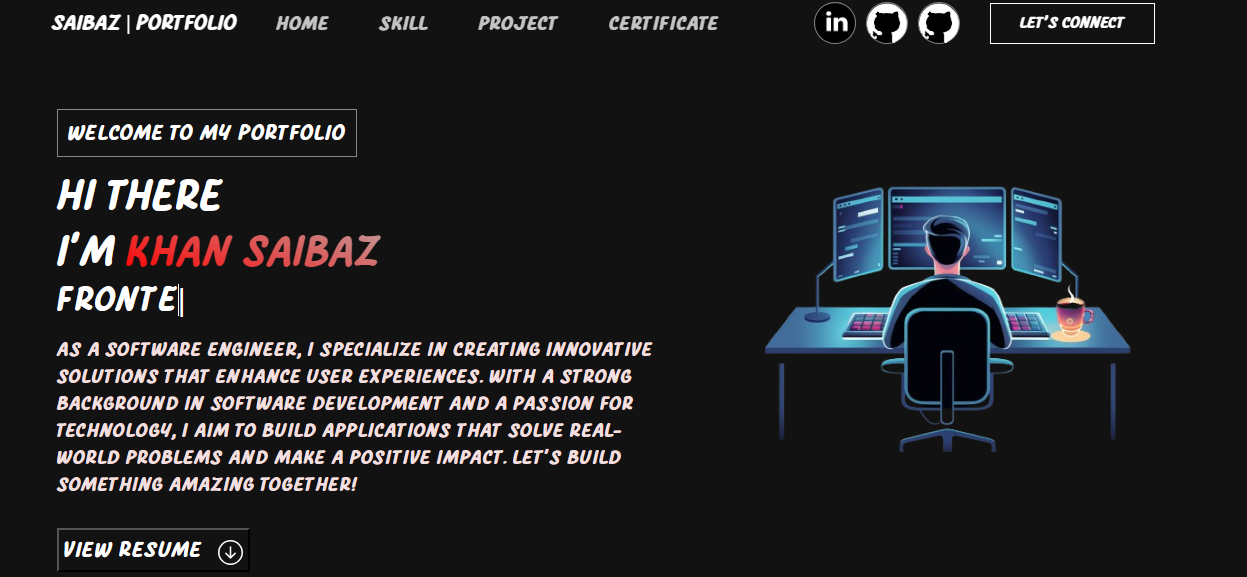 SAIBAZ | PORTFOLIO HOME SKILL PROJECT CERTIFICATE in LET'S CONNECT
WELCOME TO MY PORTFOLIO
HI THERE
I'M KHAN SAIBAZ
FRONTE|
AS A SOFTWARE ENGINEER, I SPECIALIZE IN CREATING INNOVATIVE
SOLUTIONS THAT ENHANCE USER EXPERIENCES. WITH A STRONG
BACKGROUND IN SOFTWARE DEVELOPMENT AND A PASSION FOR
TECHNOLOGY, I AIM TO BUILD APPLICATIONS THAT SOLVE REAL-
WORLD PROBLEMS AND MAKE A POSITIVE IMPACT. LET'S BUILD
SOMETHING AMAZING TOGETHER!
VIEW RESUME